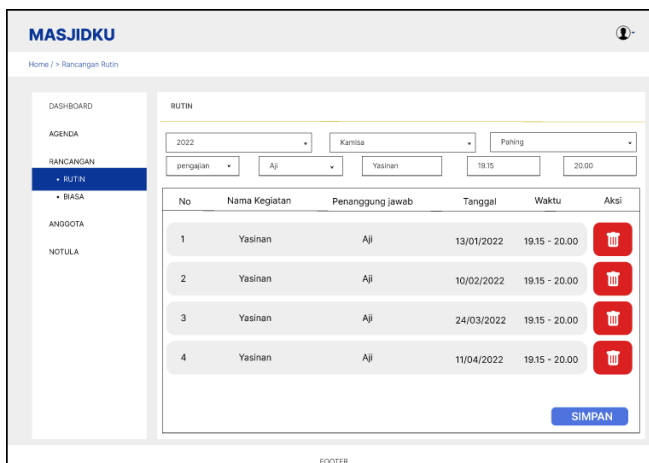 MASJIDKU
Home / > Rancangan Rutin
DASHBOARD
AGENDA
RANCANGAN
• RUTIN
• BIASA
ANGGOTA
NOTULA
RUTIN
2022 Kamisa Pahing
pengajian Aji Yasinan 19.15 20.00
No Nama Kegiatan Penanggung jawab Tanggal Waktu Aksi
1 Yasinan Aji 13/01/2022 19.15 - 20.00
2 Yasinan Aji 10/02/2022 19.15 - 20.00
3 Yasinan Aji 24/03/2022 19.15 - 20.00
4 Yasinan Aji 11/04/2022 19.15 - 20.00
SIMPAN
FOOTER